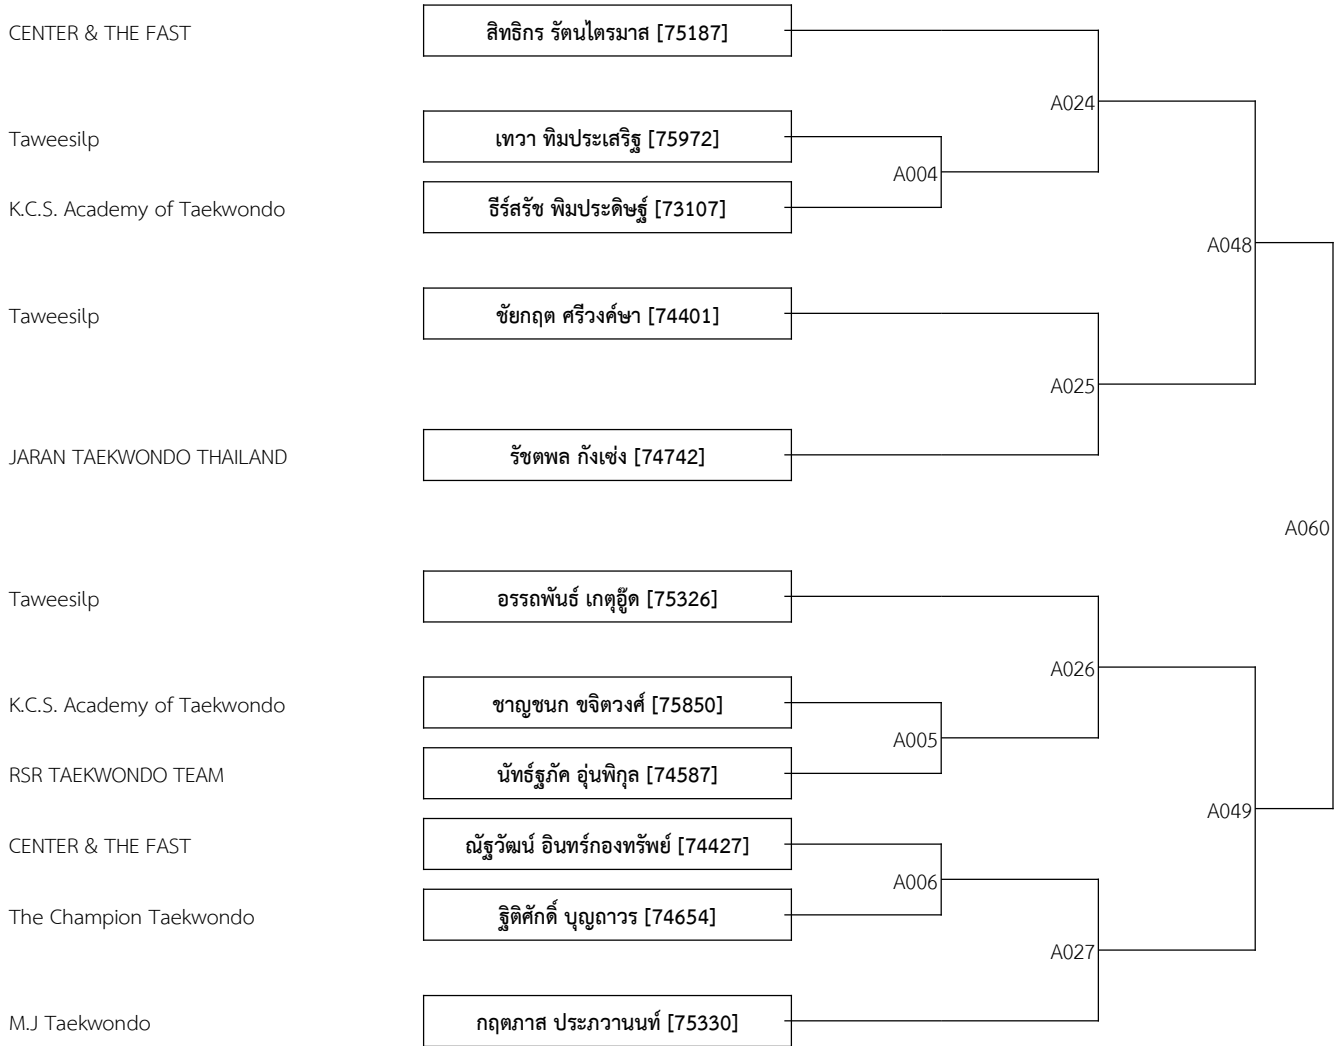 CENTER & THE FAST
สิทธิกร รัตนไตรมาส [75187]
A024
Taweesilp
เทวา ทิมประเสริฐ [75972]
A004
K.C.S. Academy of Taekwondo
ธีร์สรัช พิมประดิษฐ์ [73107]
A048
Taweesilp
ชัยกฤต ศรีวงค์ษา [74401]
A025
JARAN TAEKWONDO THAILAND
รัชตพล กังเซ่ง [74742]
A060
Taweesilp
อรรถพันธ์ เกตุอู๊ด [75326]
A026
K.C.S. Academy of Taekwondo
ชาญชนก ขจิตวงศ์ [75850]
A005
RSR TAEKWONDO TEAM
นัทธ์ฐภัค อุ่นพิกุล [74587]
A049
CENTER & THE FAST
ณัฐวัฒน์ อินทร์กองทรัพย์ [74427]
A006
The Champion Taekwondo
ฐิติศักดิ์ บุญถาวร [74654]
A027
M.J Taekwondo
กฤตภาส ประภวานนท์ [75330]